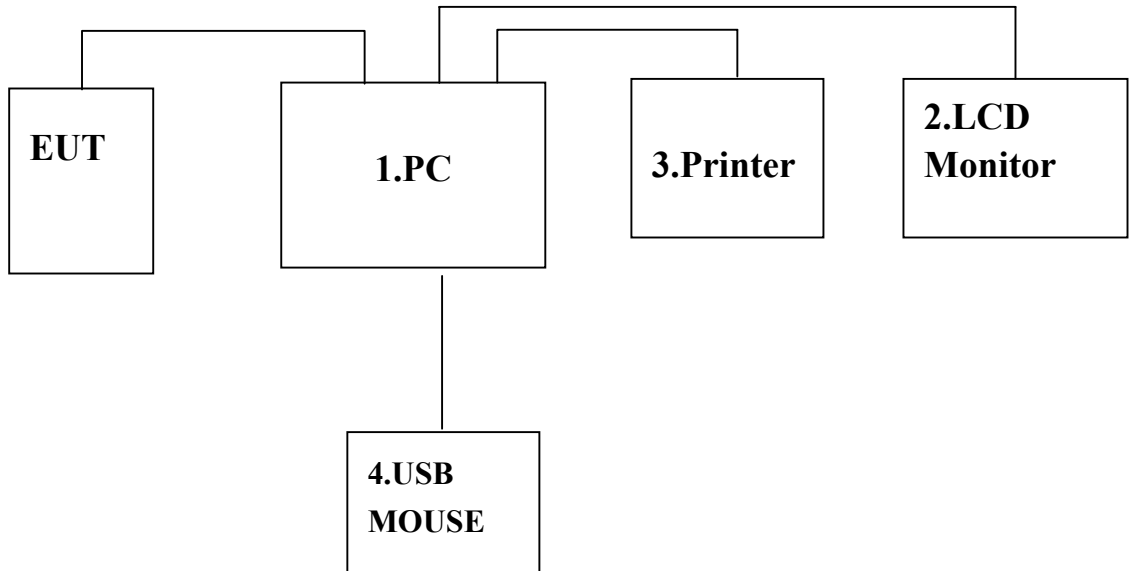 EUT
1.PC
3.Printer
2.LCD
Monitor
4.USB
MOUSE